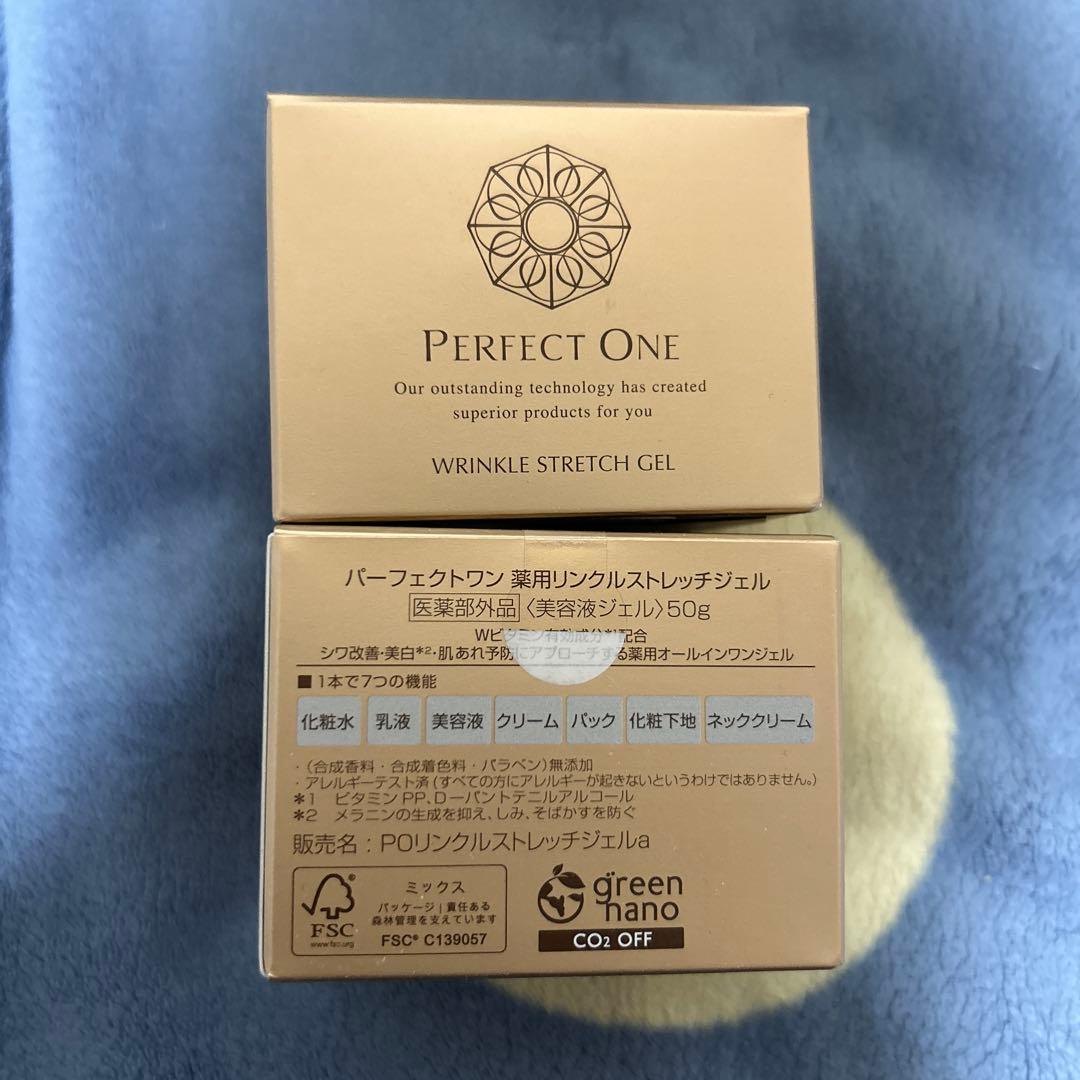 PERFECT ONE
Our outstanding technology has created
superior products for you
WRINKLE STRETCH GEL
パーフェクトワン 薬用リンクルストレッチジェル
医薬部外品〈美容液ジェル〉50g
Wビタミン有効成分*¹配合
シワ改善・美白*²・肌あれ予防にアプローチする薬用オールインワンジェル
■1本で7つの機能
化粧水 乳液 美容液 クリーム パック 化粧下地 ネッククリーム
・(合成香料・合成着色料・パラベン)無添加
・アレルギーテスト済(すべての方にアレルギーが起きないというわけではありません。)
*1 ビタミンPP、D-パントテニルアルコール
*2 メラニンの生成を抑え、しみ、そばかすを防ぐ
販売名:POリンクルストレッチジェルa
FSC
www.fsc.org
ミックス
パッケージ|責任ある
森林管理を支えています
FSC® C139057
green
nano
CO₂ OFF